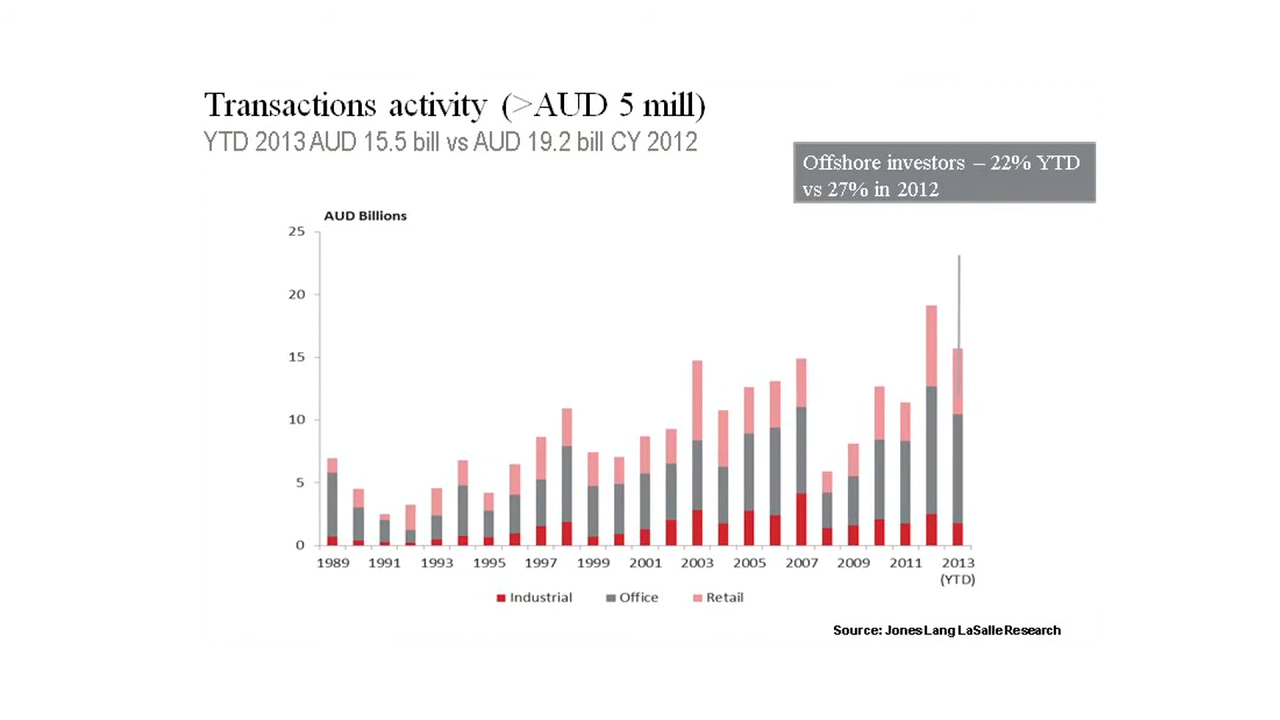 Transactions activity (>AUD 5 mill)
YTD 2013 AUD 15.5 bill vs AUD 19.2 bill CY 2012
Offshore investors – 22% YTD
vs 27% in 2012
AUD Billions
25
20
15
10
5
0
1989 1991 1993 1995 1997 1999 2001 2003 2005 2007 2009 2011 2013
(YTD)
Industrial Office Retail
Source: Jones Lang LaSalle Research